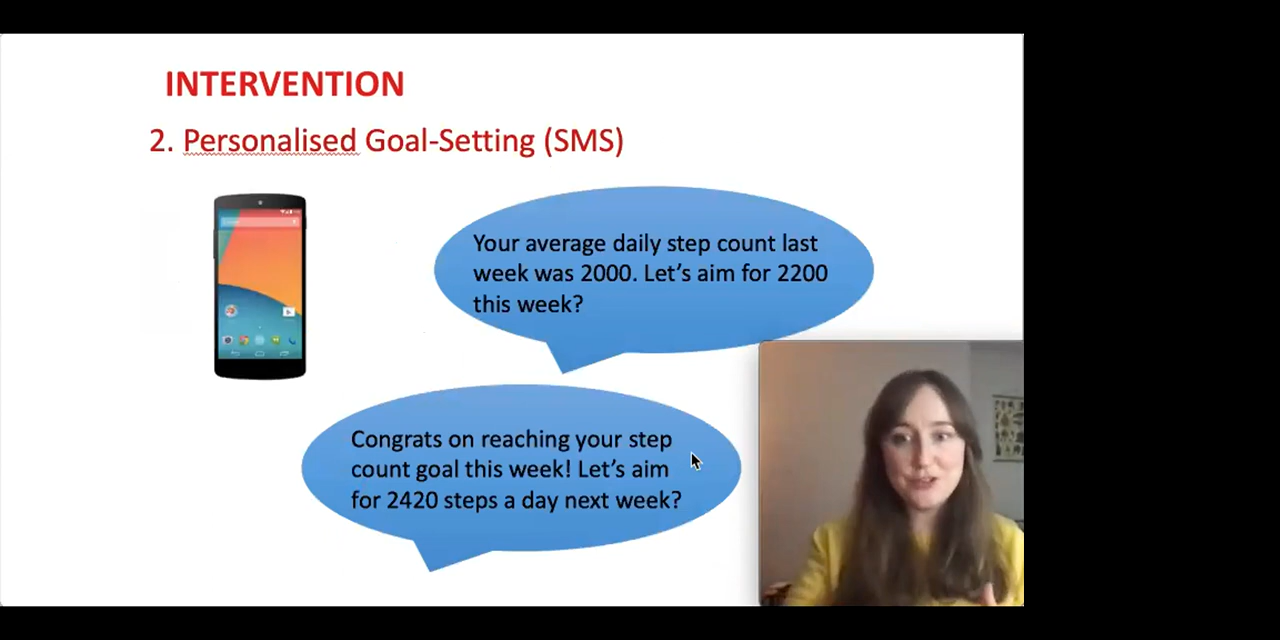 INTERVENTION
2. Personalised Goal-Setting (SMS)
Your average daily step count last
week was 2000. Let's aim for 2200
this week?
Congrats on reaching your step
count goal this week! Let's aim
for 2420 steps a day next week?